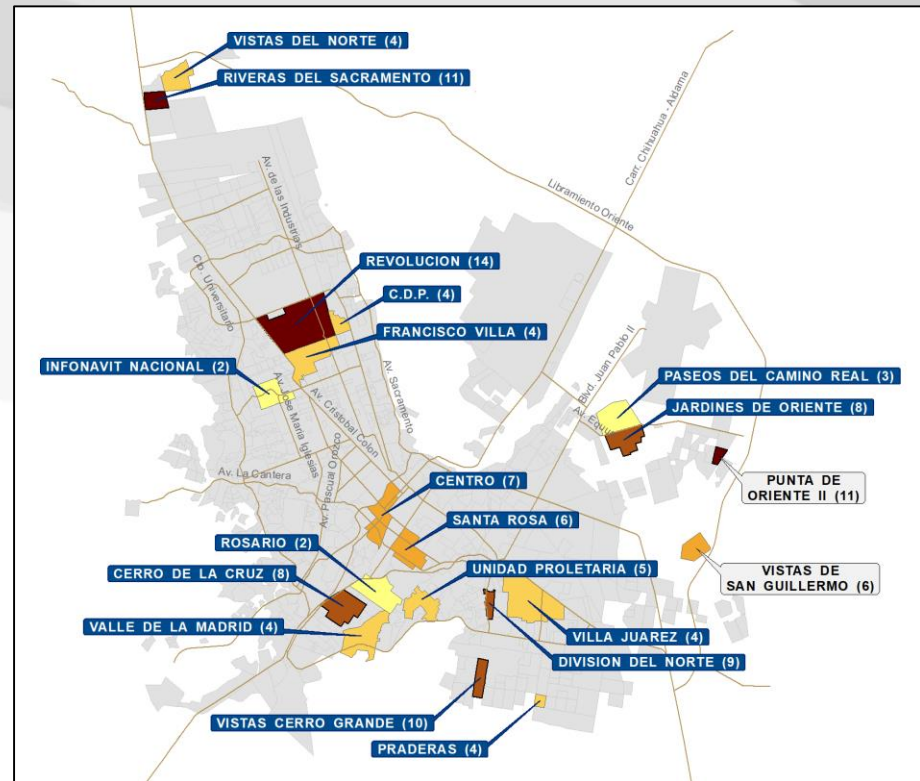 VISTAS DEL NORTE (4)
RIVERAS DEL SACRAMENTO (11)
Carr. Chihuahua - Aldama
Av. de las Industrias
Libramiento Oriente
REVOLUCION (14)
Cto. Universitario
C.D.P. (4)
FRANCISCO VILLA (4)
INFONAVIT NACIONAL (2)
Av. Sacramento
Blvd. Juan Pablo II
PASEOS DEL CAMINO REAL (3)
Av. Jose Maria Iglesias
Av. Cristobal Colon
JARDINES DE ORIENTE (8)
Av. Equus
Av. Pascual Orozco
Av. La Cantera
CENTRO (7)
PUNTA DE
ORIENTE II (11)
SANTA ROSA (6)
ROSARIO (2)
UNIDAD PROLETARIA (5)
CERRO DE LA CRUZ (8)
VISTAS DE
SAN GUILLERMO (6)
VALLE DE LA MADRID (4)
VILLA JUAREZ (4)
DIVISION DEL NORTE (9)
VISTAS CERRO GRANDE (10)
PRADERAS (4)